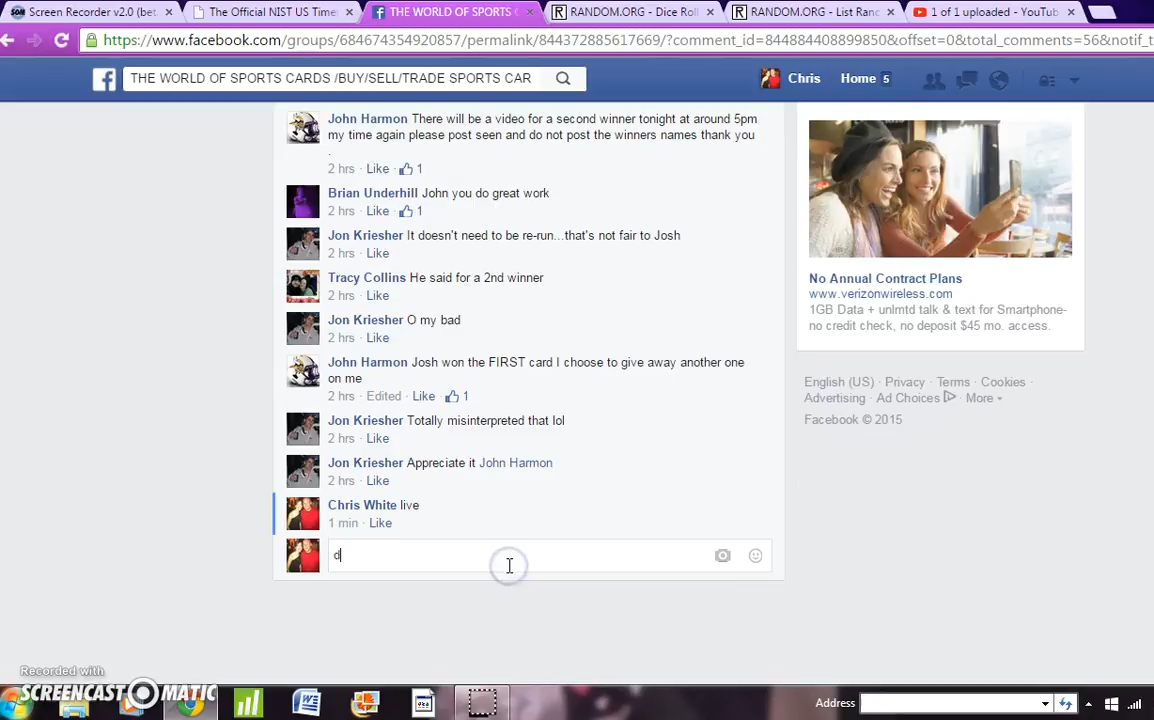 Screen Recorder v2.0 (bet
The Official NIST US Time
THE WORLD OF SPORTS C
RANDOM.ORG - Dice Roll
RANDOM.ORG - List Rand
1 of 1 uploaded - YouTub
https://www.facebook.com/groups/684674354920857/permalink/844372885617669/?comment_id=844884408899850&offset=0&total_comments=56&notif_t
THE WORLD OF SPORTS CARDS /BUY/SELL/TRADE SPORTS CAR
Chris
Home 5
John Harmon There will be a video for a second winner tonight at around 5pm
my time again please post seen and do not post the winners names thank you
.
2 hrs · Like · 1
Brian Underhill John you do great work
2 hrs · Like · 1
Jon Kriesher It doesn't need to be re-run...that's not fair to Josh
2 hrs · Like
Tracy Collins He said for a 2nd winner
2 hrs · Like
Jon Kriesher O my bad
2 hrs · Like
John Harmon Josh won the FIRST card I choose to give away another one
on me
2 hrs · Edited · Like · 1
Jon Kriesher Totally misinterpreted that lol
2 hrs · Like
Jon Kriesher Appreciate it John Harmon
2 hrs · Like
Chris White live
1 min · Like
d
No Annual Contract Plans
www.verizonwireless.com
1GB Data + unlmtd talk & text for Smartphone-
no credit check, no deposit $45 mo. access.
English (US) · Privacy · Terms · Cookies ·
Advertising · Ad Choices · More
Facebook © 2015
Recorded with
SCREENCAST MATIC
Address